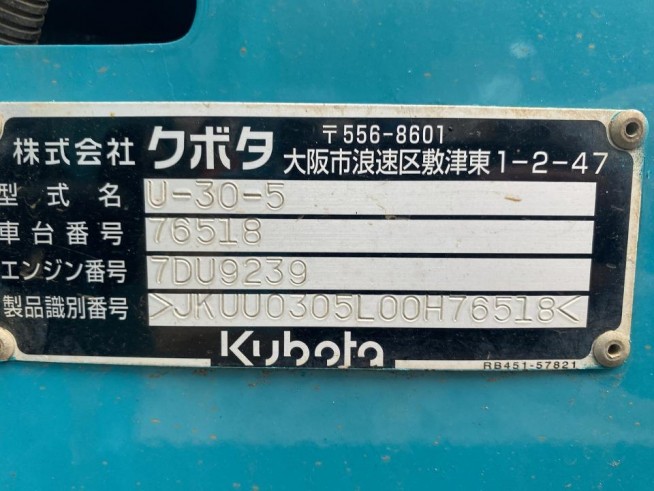 株式会社 クボタ 〒556-8601
大阪市浪速区敷津東1-2-47
型式名 U-30-5
車台番号 76518
エンジン番号 7DU9239
製品識別番号 >JKUU0305L00H76518<
Kubota
RB451-57821